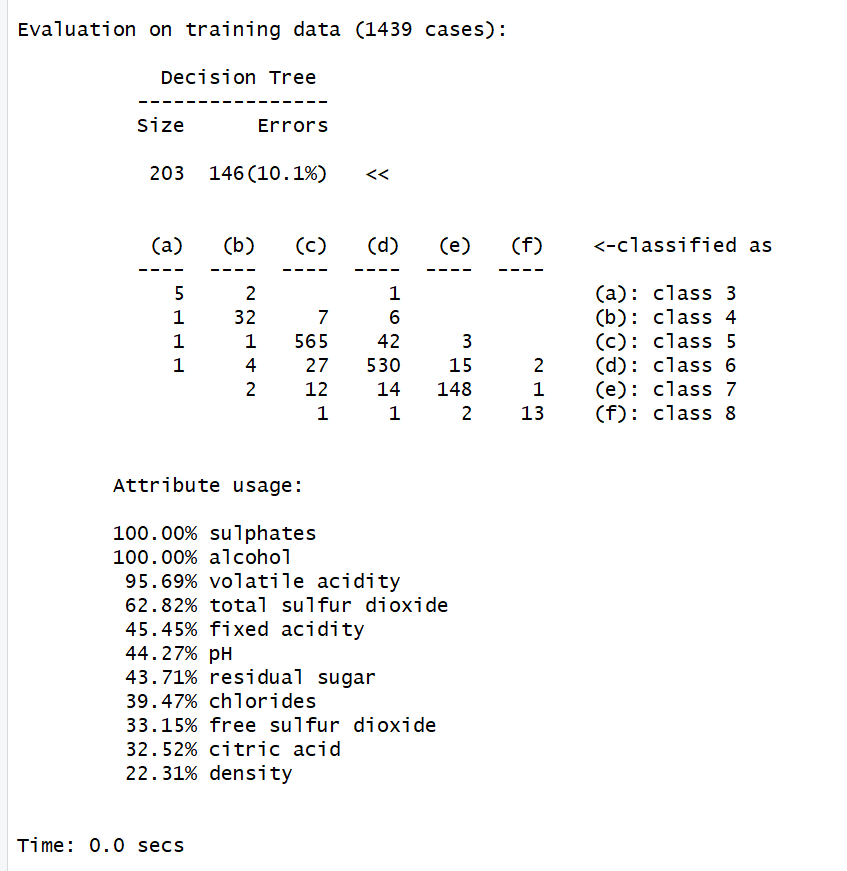 Evaluation on training data (1439 cases):
Decision Tree
----------------
Size      Errors
203  146(10.1%)   <<
(a)   (b)   (c)   (d)   (e)   (f)    <-classified as
----  ----  ----  ----  ----  ----
5     2           1                (a): class 3
1    32     7     6                (b): class 4
1     1   565    42     3          (c): class 5
1     4    27   530    15     2    (d): class 6
2    12    14   148     1    (e): class 7
1     1     2    13    (f): class 8
Attribute usage:
100.00% sulphates
100.00% alcohol
95.69% volatile acidity
62.82% total sulfur dioxide
45.45% fixed acidity
44.27% pH
43.71% residual sugar
39.47% chlorides
33.15% free sulfur dioxide
32.52% citric acid
22.31% density
Time: 0.0 secs